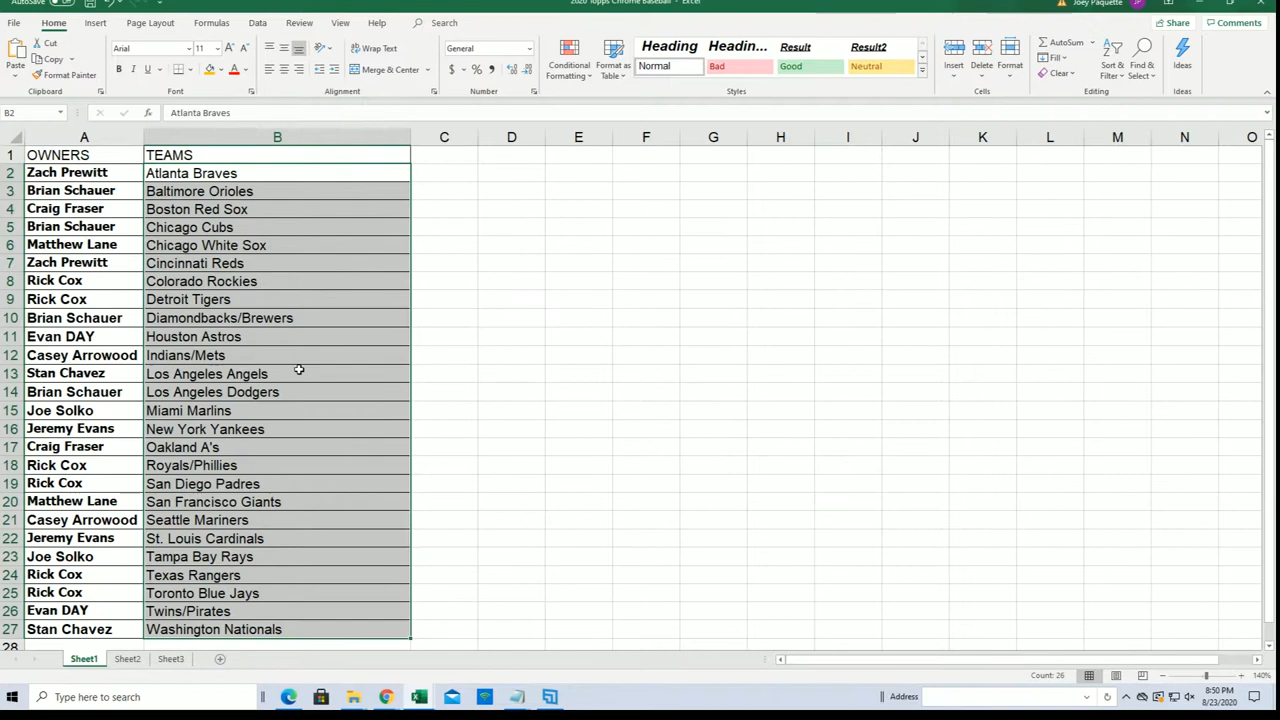 AutoSave Off 2020 Topps Chrome Baseball - Excel Joey Paquette JP
File Home Insert Page Layout Formulas Data Review View Help Search Share Comments
Cut Arial 11 Wrap Text General Heading Headin... Result Result2 AutoSum
Copy Fill
Paste Format Painter B I U Merge & Center $ % Conditional Formatting Format as Table Normal Bad Good Neutral Insert Delete Format Clear Sort & Filter Find & Select Ideas
Clipboard Font Alignment Number Styles Cells Editing Ideas
B2 fx Atlanta Braves
A B C D E F G H I J K L M N O
1 OWNERS TEAMS
2 Zach Prewitt Atlanta Braves
3 Brian Schauer Baltimore Orioles
4 Craig Fraser Boston Red Sox
5 Brian Schauer Chicago Cubs
6 Matthew Lane Chicago White Sox
7 Zach Prewitt Cincinnati Reds
8 Rick Cox Colorado Rockies
9 Rick Cox Detroit Tigers
10 Brian Schauer Diamondbacks/Brewers
11 Evan DAY Houston Astros
12 Casey Arrowood Indians/Mets
13 Stan Chavez Los Angeles Angels
14 Brian Schauer Los Angeles Dodgers
15 Joe Solko Miami Marlins
16 Jeremy Evans New York Yankees
17 Craig Fraser Oakland A's
18 Rick Cox Royals/Phillies
19 Rick Cox San Diego Padres
20 Matthew Lane San Francisco Giants
21 Casey Arrowood Seattle Mariners
22 Jeremy Evans St. Louis Cardinals
23 Joe Solko Tampa Bay Rays
24 Rick Cox Texas Rangers
25 Rick Cox Toronto Blue Jays
26 Evan DAY Twins/Pirates
27 Stan Chavez Washington Nationals
28
Sheet1 Sheet2 Sheet3
Count: 26 140%
Type here to search Address 8:50 PM
8/23/2020